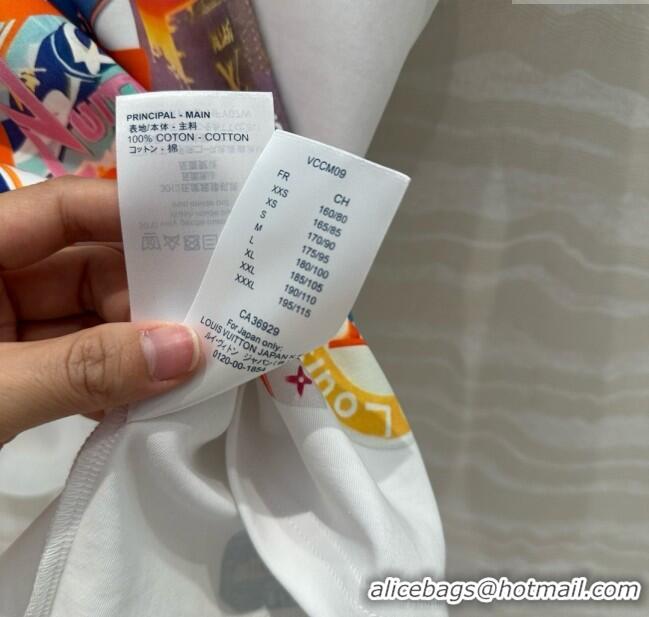 PRINCIPAL - MAIN
表地/本体 - 主料
100% COTON - COTTON
コットン - 棉
VCCM09
FR CH
XXS 160/80
XS 165/85
S 170/90
M 175/95
L 180/100
XL 185/105
XXL 190/110
XXXL 195/115
CA 36929
For Japan only:
LOUIS VUITTON JAPAN K
ルイ・ヴィトン ジャパン
0120-00-1854
Lou
alicebags@hotmail.com